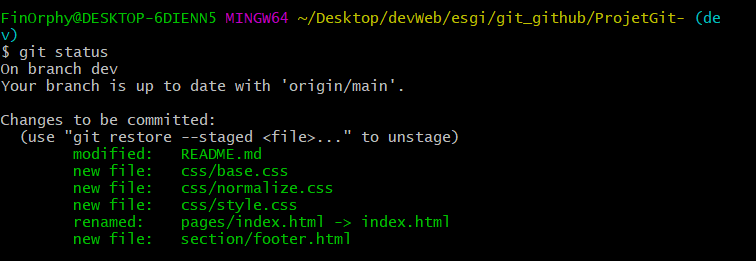 FinOrphy@DESKTOP-6DIENN5 MINGW64 ~/Desktop/devWeb/esgi/git_github/ProjetGit- (de
v)
$ git status
On branch dev
Your branch is up to date with 'origin/main'.
Changes to be committed:
  (use "git restore --staged <file>..." to unstage)
        modified:   README.md
        new file:   css/base.css
        new file:   css/normalize.css
        new file:   css/style.css
        renamed:    pages/index.html -> index.html
        new file:   section/footer.html